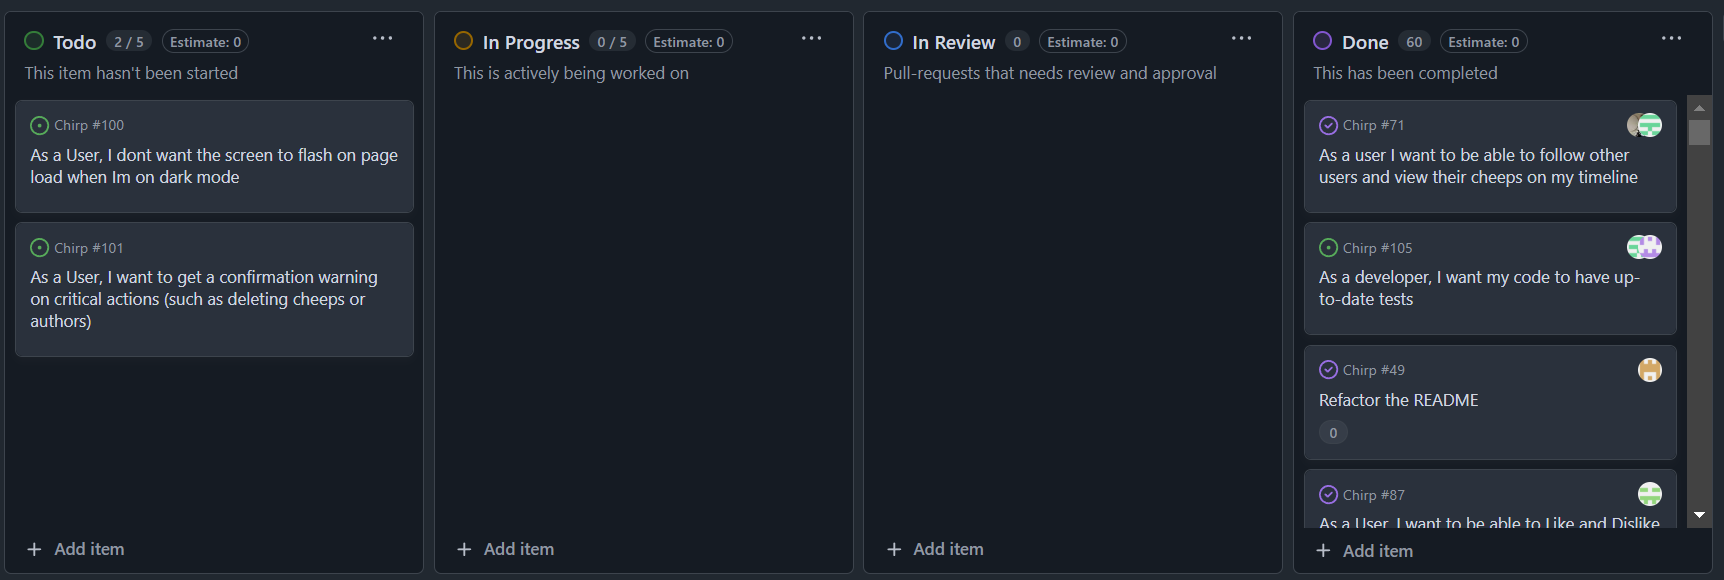 Todo 2 / 5 Estimate: 0
This item hasn't been started
Chirp #100
As a User, I dont want the screen to flash on page
load when Im on dark mode
Chirp #101
As a User, I want to get a confirmation warning
on critical actions (such as deleting cheeps or
authors)
+ Add item
In Progress 0 / 5 Estimate: 0
This is actively being worked on
+ Add item
In Review 0 Estimate: 0
Pull-requests that needs review and approval
+ Add item
Done 60 Estimate: 0
This has been completed
Chirp #71
As a user I want to be able to follow other
users and view their cheeps on my timeline
Chirp #105
As a developer, I want my code to have up-
to-date tests
Chirp #49
Refactor the README
0
Chirp #87
As a User, I want to be able to Like and Dislike
+ Add item